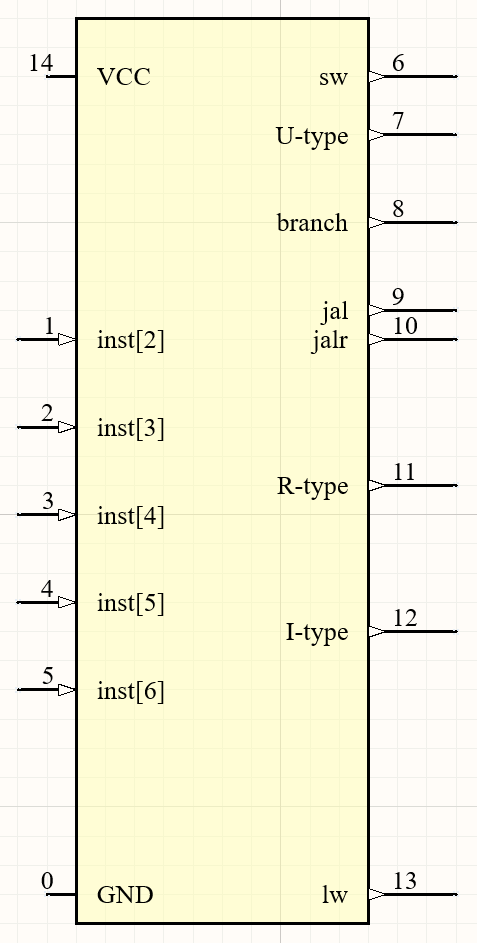 14 VCC sw 6
U-type 7
branch 8
jal 9
1 inst[2] jalr 10
2 inst[3]
R-type 11
3 inst[4]
4 inst[5]
I-type 12
5 inst[6]
0 GND lw 13